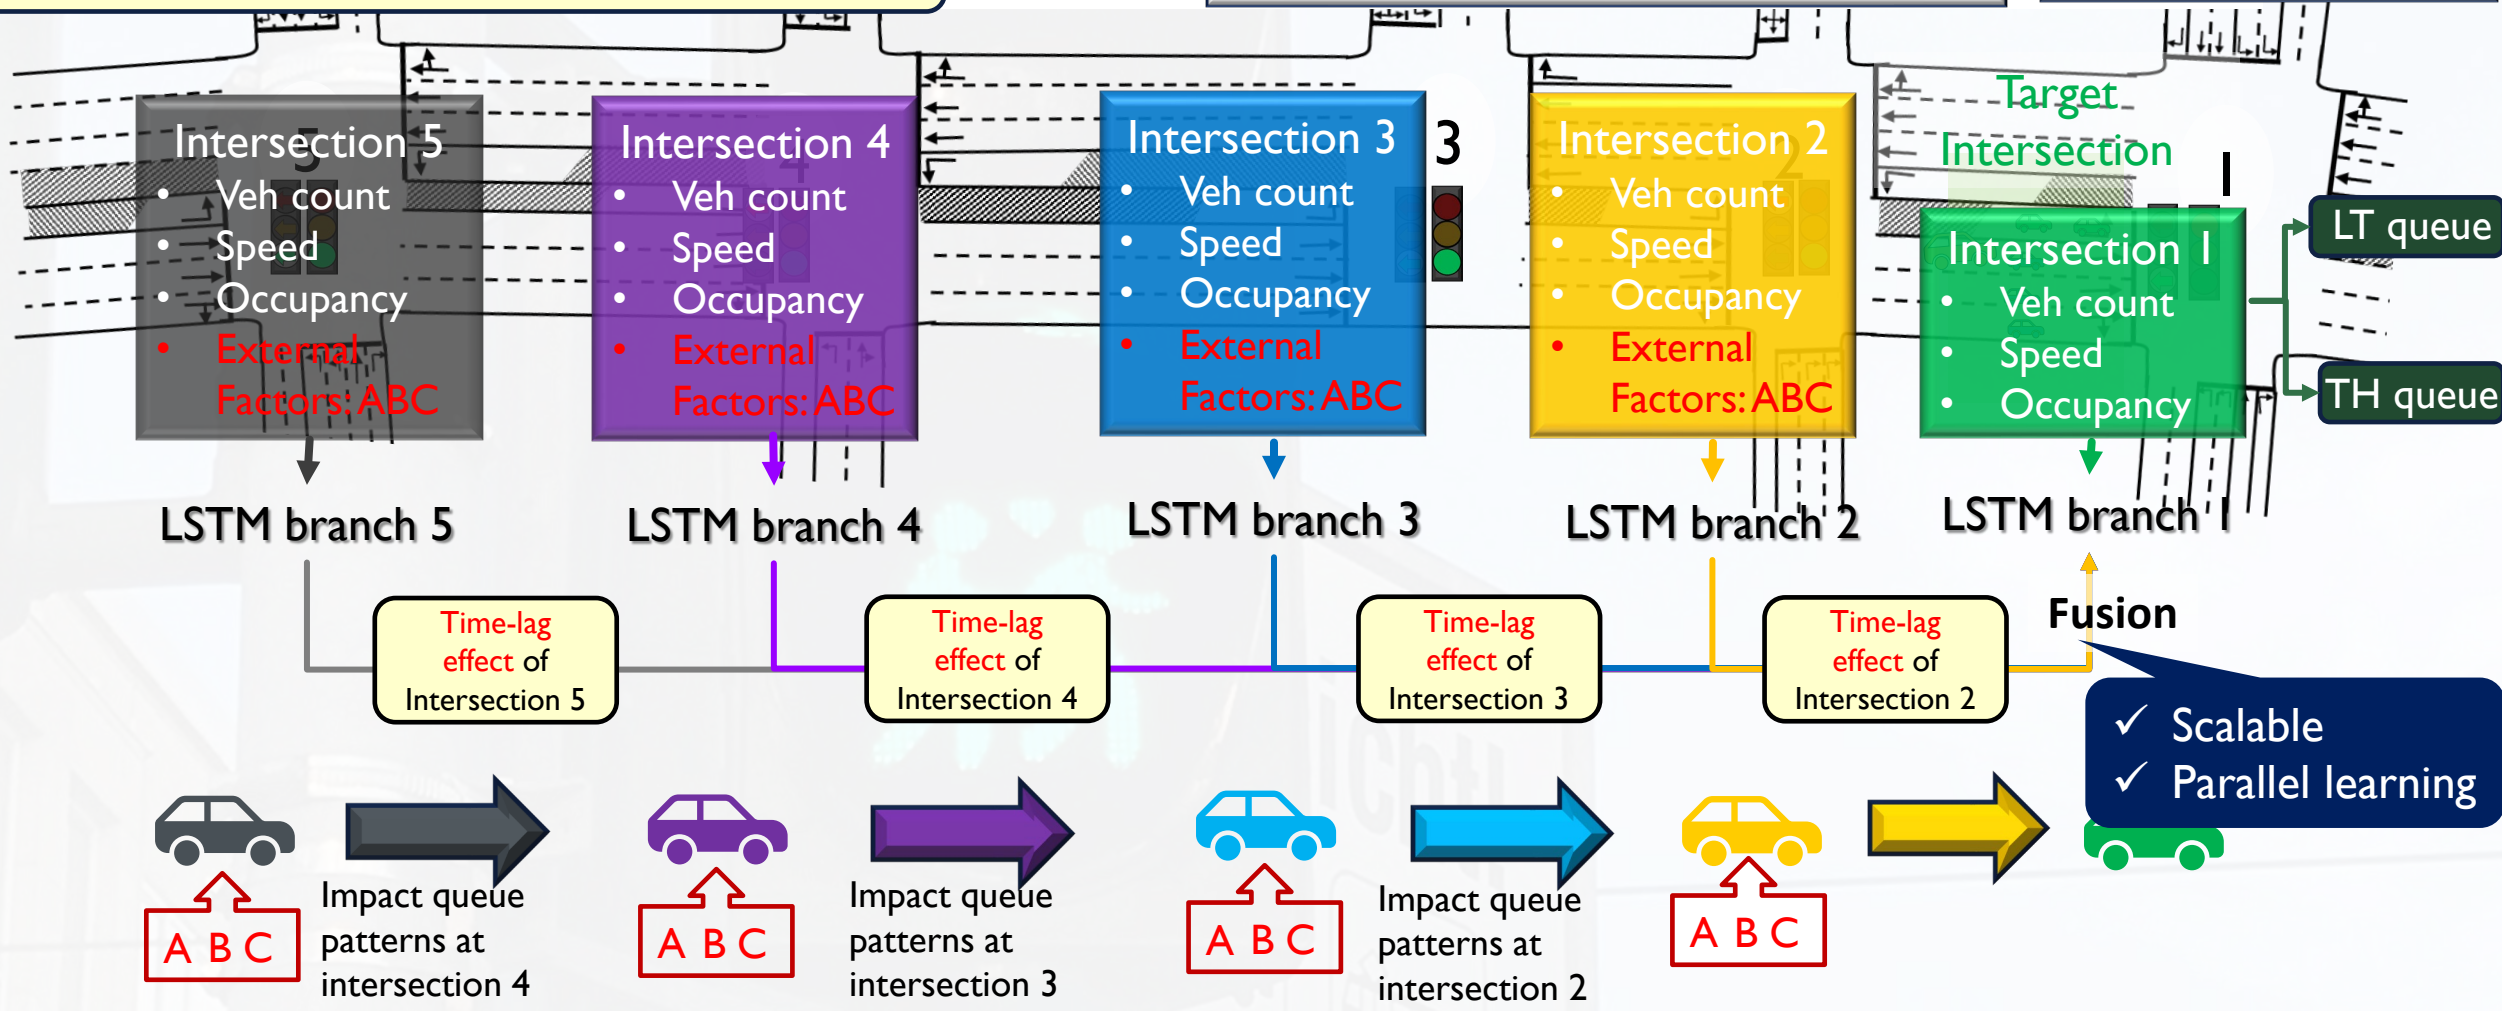 Intersection 5
• Veh count
• Speed
• Occupancy
• External
Factors: ABC
5
Intersection 4
• Veh count
• Speed
• Occupancy
• External
Factors: ABC
4
Intersection 3
• Veh count
• Speed
• Occupancy
• External
Factors: ABC
3
Intersection 2
• Veh count
• Speed
• Occupancy
• External
Factors: ABC
2
Target
Intersection
1
Intersection 1
• Veh count
• Speed
• Occupancy
LT queue
TH queue
LSTM branch 5
LSTM branch 4
LSTM branch 3
LSTM branch 2
LSTM branch 1
Time-lag
effect of
Intersection 5
Time-lag
effect of
Intersection 4
Time-lag
effect of
Intersection 3
Time-lag
effect of
Intersection 2
Fusion
✓ Scalable
✓ Parallel learning
A B C
Impact queue
patterns at
intersection 4
A B C
Impact queue
patterns at
intersection 3
A B C
Impact queue
patterns at
intersection 2
A B C